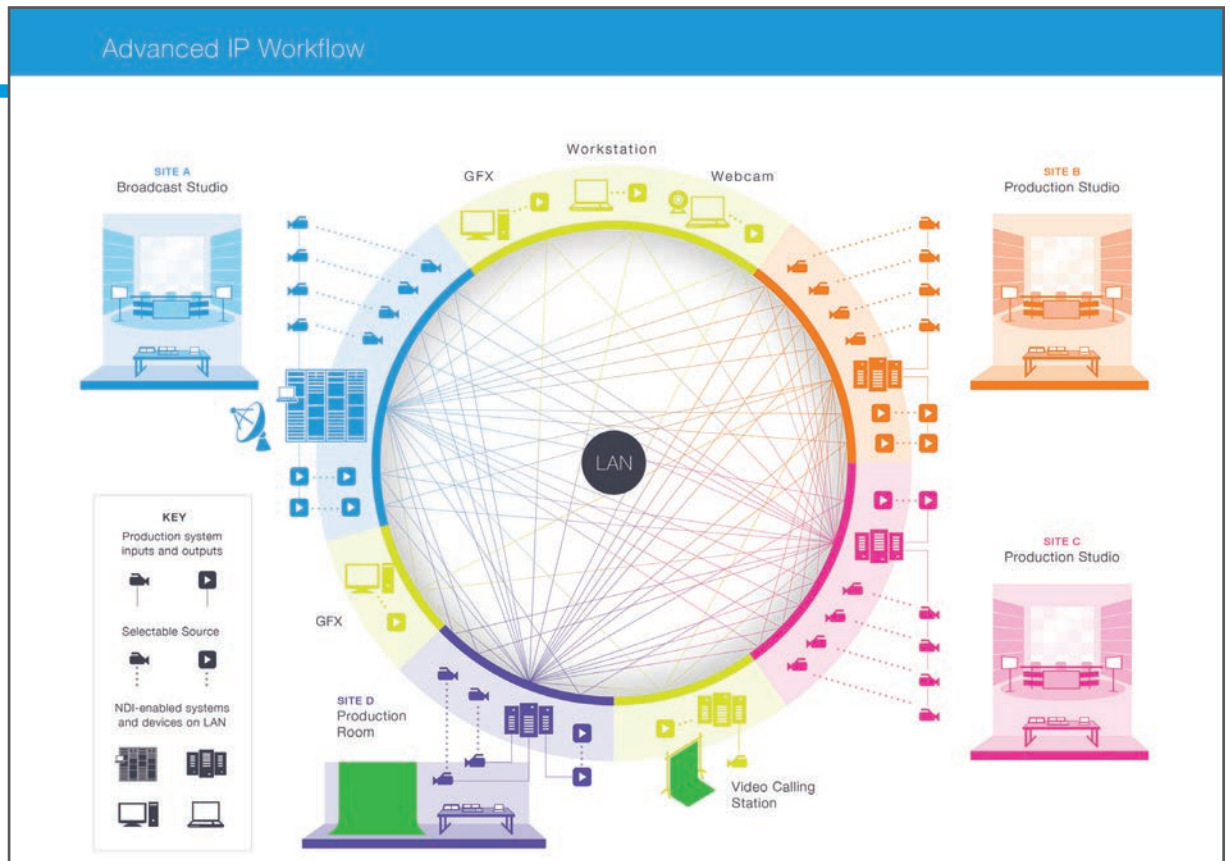 Advanced IP Workflow
Workstation
GFX
Webcam
SITE A
Broadcast Studio
SITE B
Production Studio
LAN
KEY
Production system
inputs and outputs
Selectable Source
NDI-enabled systems
and devices on LAN
GFX
SITE C
Production Studio
SITE D
Production
Room
Video Calling
Station